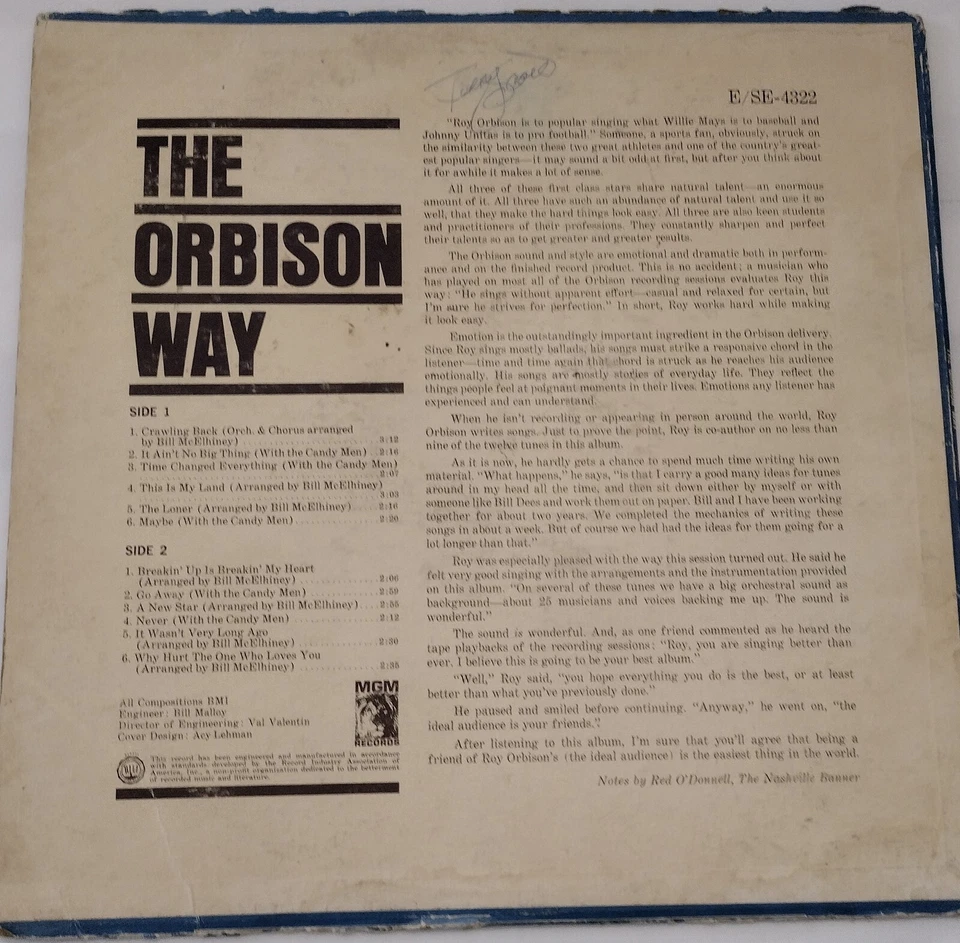 E/SE-4322
THE
ORBISON
WAY
SIDE 1
1. Crawling Back (Orch. & Chorus arranged
by Bill McElhiney) 3:12
2. It Ain't No Big Thing (With the Candy Men) 2:16
3. Time Changed Everything (With the Candy Men)
2:07
4. This Is My Land (Arranged by Bill McElhiney)
3:03
5. The Loner (Arranged by Bill McElhiney) 2:16
6. Maybe (With the Candy Men) 2:20
SIDE 2
1. Breakin' Up Is Breakin' My Heart
(Arranged by Bill McElhiney) 2:06
2. Go Away (With the Candy Men) 2:59
3. A New Star (Arranged by Bill McElhiney) 2:55
4. Never (With the Candy Men) 2:12
5. It Wasn't Very Long Ago
(Arranged by Bill McElhiney) 2:30
6. Why Hurt The One Who Loves You
(Arranged by Bill McElhiney) 2:35
All Compositions BMI
Engineer: Bill Malloy
Director of Engineering: Val Valentin
Cover Design: Acy Lehman
MGM
RECORDS
This record has been engineered and manufactured in accordance
with standards developed by the Record Industry Association of
America, Inc., a non-profit organization dedicated to the betterment
of recorded music and literature.
"Roy Orbison is to popular singing what Willie Mays is to baseball and
Johnny Unitas is to pro football." Someone, a sports fan, obviously, struck on
the similarity between these two great athletes and one of the country's great-
est popular singers—it may sound a bit odd at first, but after you think about
it for awhile it makes a lot of sense.
All three of these first class stars share natural talent—an enormous
amount of it. All three have such an abundance of natural talent and use it so
well, that they make the hard things look easy. All three are also keen students
and practitioners of their professions. They constantly sharpen and perfect
their talents so as to get greater and greater results.
The Orbison sound and style are emotional and dramatic both in perform-
ance and on the finished record product. This is no accident; a musician who
has played on most all of the Orbison recording sessions evaluates Roy this
way: "He sings without apparent effort—casual and relaxed for certain, but
I'm sure he strives for perfection." In short, Roy works hard while making
it look easy.
Emotion is the outstandingly important ingredient in the Orbison delivery.
Since Roy sings mostly ballads, his songs must strike a responsive chord in the
listener—time and time again that chord is struck as he reaches his audience
emotionally. His songs are mostly stories of everyday life. They reflect the
things people feel at poignant moments in their lives. Emotions any listener has
experienced and can understand.
When he isn't recording or appearing in person around the world, Roy
Orbison writes songs. Just to prove the point, Roy is co-author on no less than
nine of the twelve tunes in this album.
As it is now, he hardly gets a chance to spend much time writing his own
material. "What happens," he says, "is that I carry a good many ideas for tunes
around in my head all the time, and then sit down either by myself or with
someone like Bill Dees and work them out on paper. Bill and I have been working
together for about two years. We completed the mechanics of writing these
songs in about a week. But of course we had had the ideas for them going for a
lot longer than that."
Roy was especially pleased with the way this session turned out. He said he
felt very good singing with the arrangements and the instrumentation provided
on this album. "On several of these tunes we have a big orchestral sound as
background—about 25 musicians and voices backing me up. The sound is
wonderful."
The sound is wonderful. And, as one friend commented as he heard the
tape playbacks of the recording sessions: "Roy, you are singing better than
ever. I believe this is going to be your best album."
"Well," Roy said, "you hope everything you do is the best, or at least
better than what you've previously done."
He paused and smiled before continuing. "Anyway," he went on, "the
ideal audience is your friends."
After listening to this album, I'm sure that you'll agree that being a
friend of Roy Orbison's (the ideal audience) is the easiest thing in the world.
Notes by Red O'Donnell, The Nashville Banner